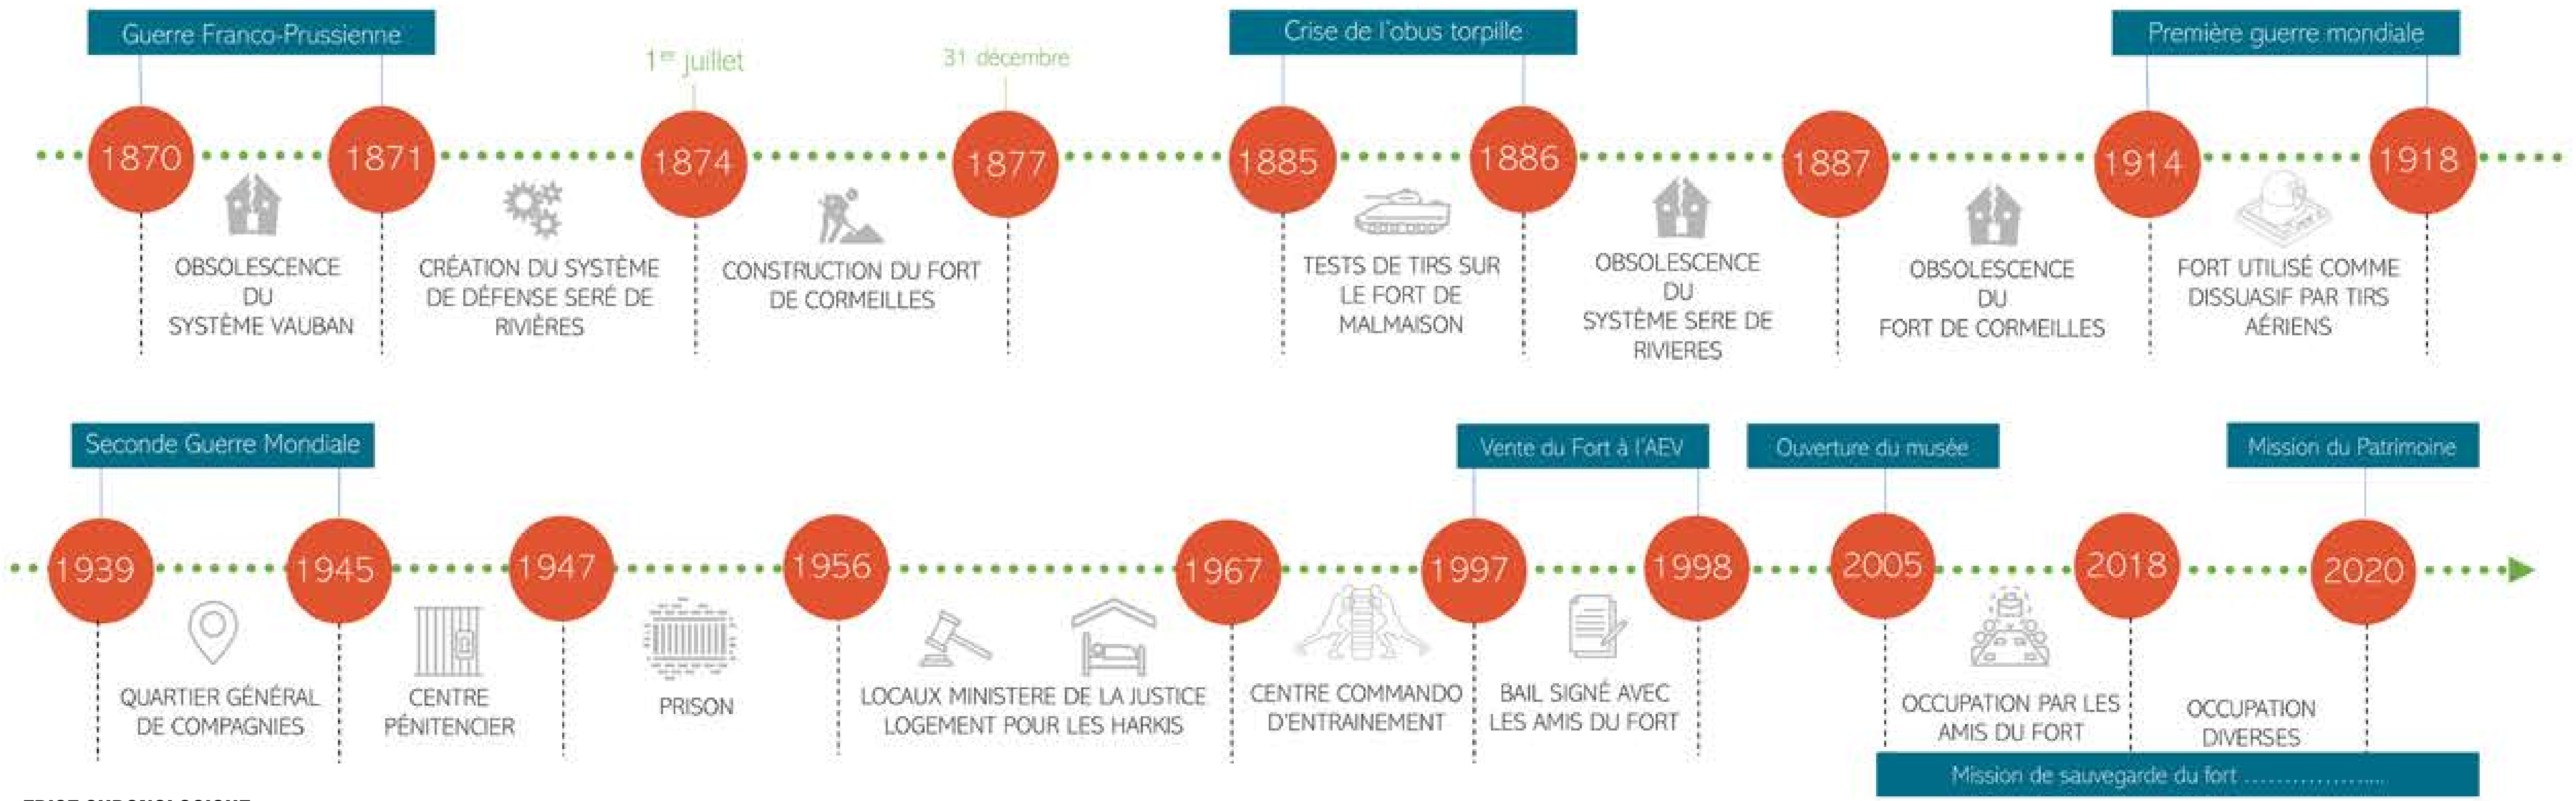 Guerre Franco-Prussienne
1er juillet
31 décembre
Crise de l'obus torpille
Première guerre mondiale
1870
1871
1874
1877
1885
1886
1887
1914
1918
OBSOLESCENCE
DU
SYSTÈME VAUBAN
CRÉATION DU SYSTÈME
DE DÉFENSE SERÉ DE
RIVIÈRES
CONSTRUCTION DU FORT
DE CORMEILLES
TESTS DE TIRS SUR
LE FORT DE
MALMAISON
OBSOLESCENCE
DU
SYSTÈME SERE DE
RIVIERES
OBSOLESCENCE
DU
FORT DE CORMEILLES
FORT UTILISÉ COMME
DISSUASIF PAR TIRS
AÉRIENS
Seconde Guerre Mondiale
Vente du Fort à l'AEV
Ouverture du musée
Mission du Patrimoine
1939
1945
1947
1956
1967
1997
1998
2005
2018
2020
QUARTIER GÉNÉRAL
DE COMPAGNIES
CENTRE
PÉNITENCIER
PRISON
LOCAUX MINISTERE DE LA JUSTICE
LOGEMENT POUR LES HARKIS
CENTRE COMMANDO
D'ENTRAINEMENT
BAIL SIGNÉ AVEC
LES AMIS DU FORT
OCCUPATION PAR LES
AMIS DU FORT
OCCUPATION
DIVERSES
Mission de sauvegarde du fort ....................